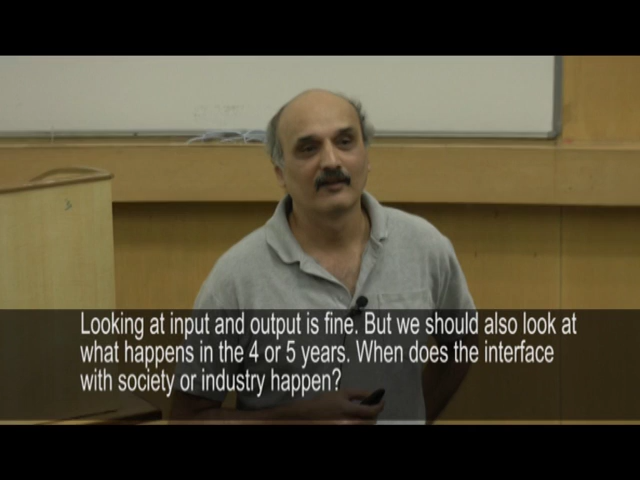 Looking at input and output is fine. But we should also look at
what happens in the 4 or 5 years. When does the interface
with society or industry happen?